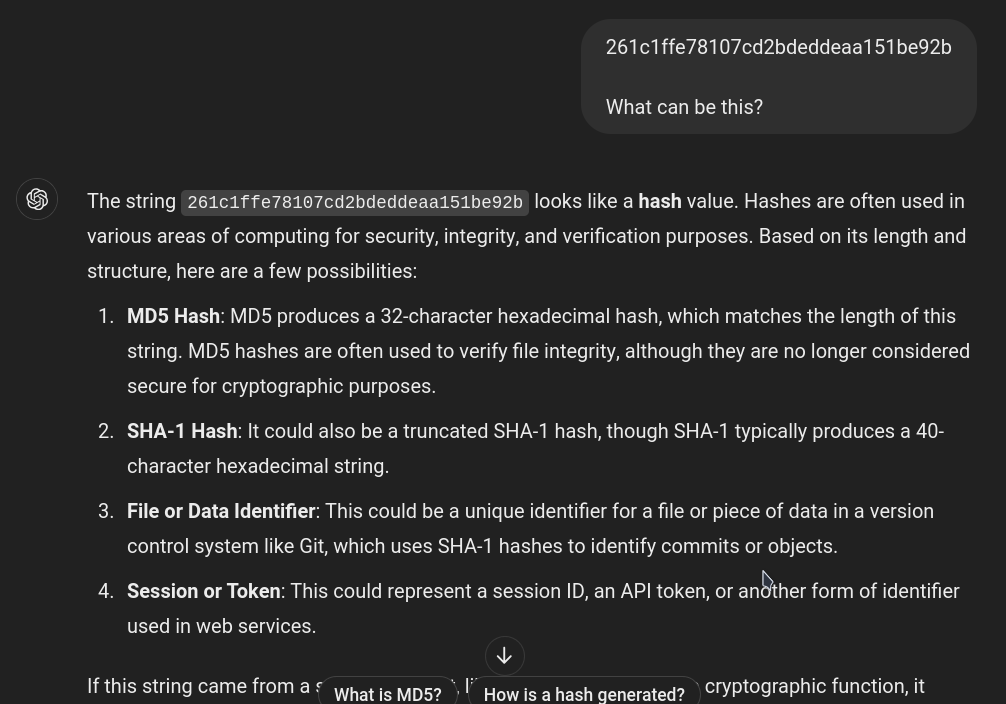 261c1ffe78107cd2bdeddeaa151be92b
What can be this?
The string 261c1ffe78107cd2bdeddeaa151be92b looks like a hash value. Hashes are often used in
various areas of computing for security, integrity, and verification purposes. Based on its length and
structure, here are a few possibilities:
1. MD5 Hash: MD5 produces a 32-character hexadecimal hash, which matches the length of this
string. MD5 hashes are often used to verify file integrity, although they are no longer considered
secure for cryptographic purposes.
2. SHA-1 Hash: It could also be a truncated SHA-1 hash, though SHA-1 typically produces a 40-
character hexadecimal string.
3. File or Data Identifier: This could be a unique identifier for a file or piece of data in a version
control system like Git, which uses SHA-1 hashes to identify commits or objects.
4. Session or Token: This could represent a session ID, an API token, or another form of identifier
used in web services.
If this string came from a cryptographic function, it
What is MD5? How is a hash generated?